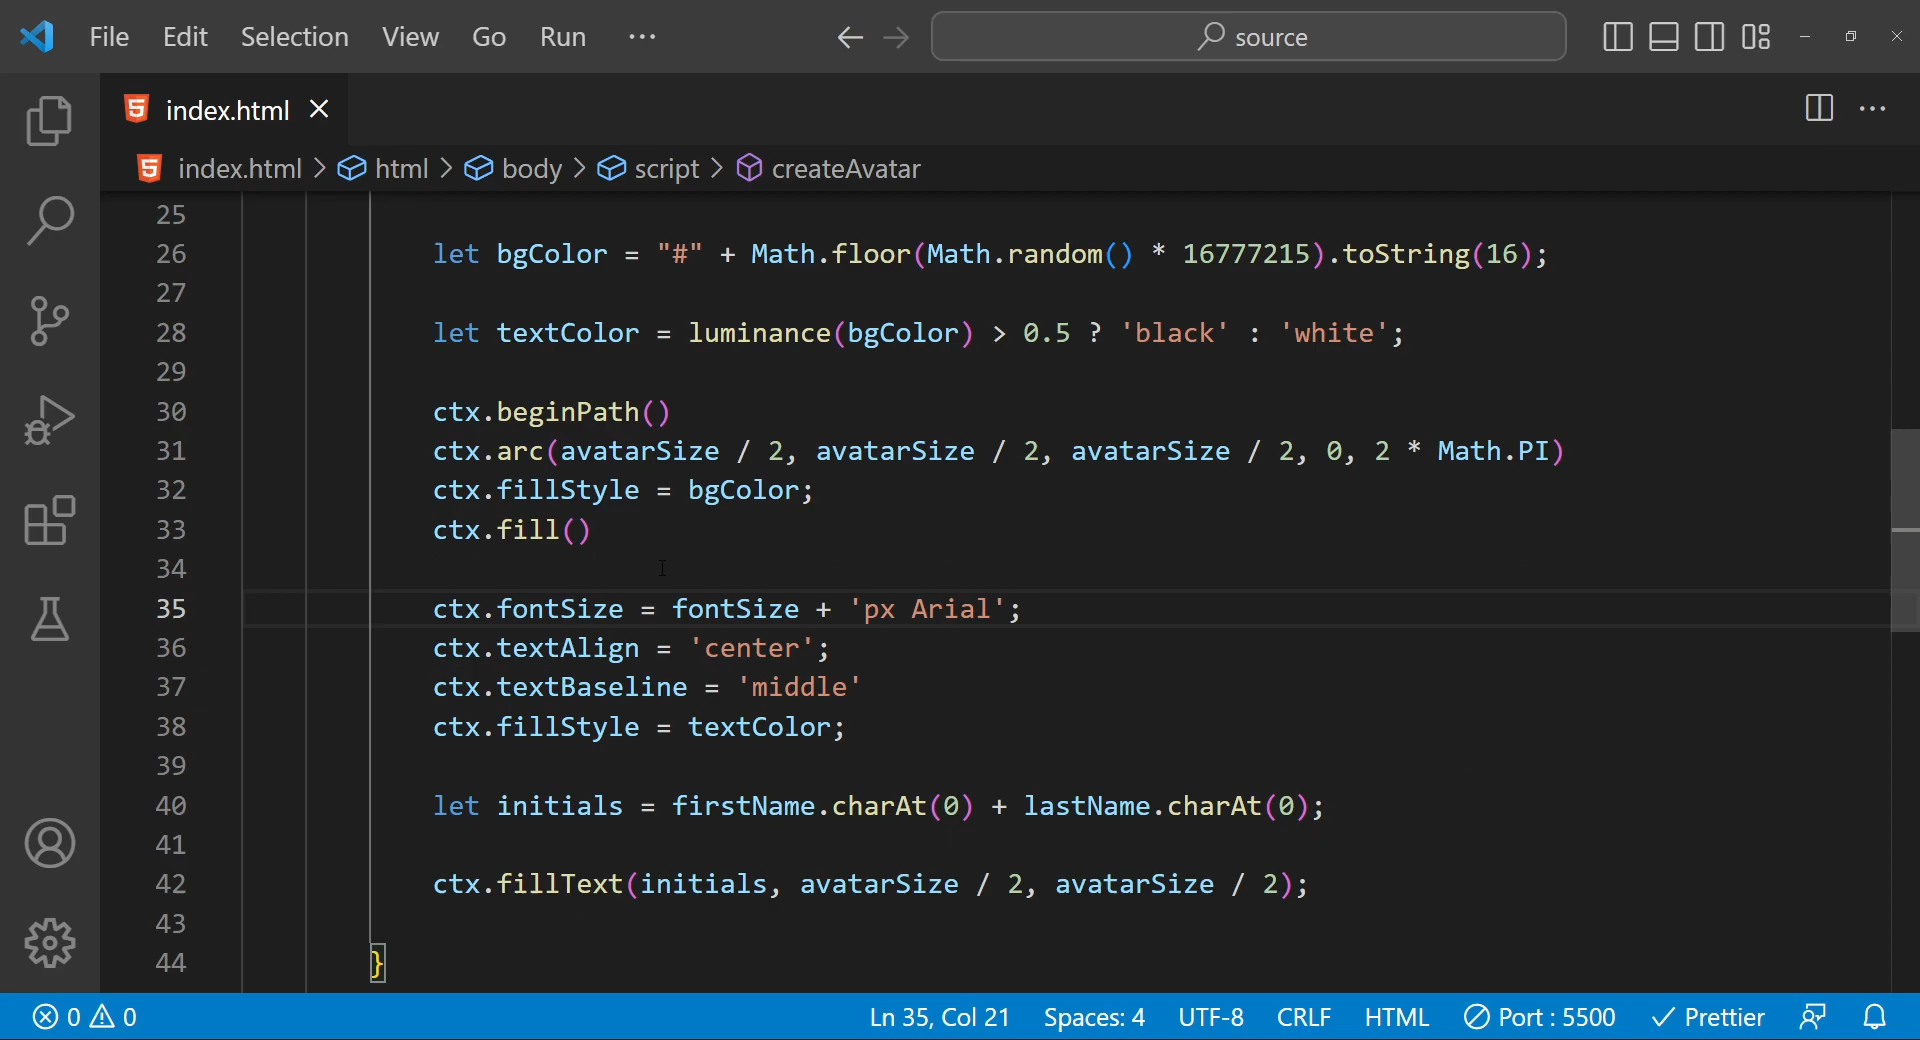 File Edit Selection View Go Run ··· source
index.html
index.html > html > body > script > createAvatar
25
26 let bgColor = "#" + Math.floor(Math.random() * 16777215).toString(16);
27
28 let textColor = luminance(bgColor) > 0.5 ? 'black' : 'white';
29
30 ctx.beginPath()
31 ctx.arc(avatarSize / 2, avatarSize / 2, avatarSize / 2, 0, 2 * Math.PI)
32 ctx.fillStyle = bgColor;
33 ctx.fill()
34
35 ctx.fontSize = fontSize + 'px Arial';
36 ctx.textAlign = 'center';
37 ctx.textBaseline = 'middle'
38 ctx.fillStyle = textColor;
39
40 let initials = firstName.charAt(0) + lastName.charAt(0);
41
42 ctx.fillText(initials, avatarSize / 2, avatarSize / 2);
43
44 }
0 0 Ln 35, Col 21 Spaces: 4 UTF-8 CRLF HTML Port : 5500 Prettier